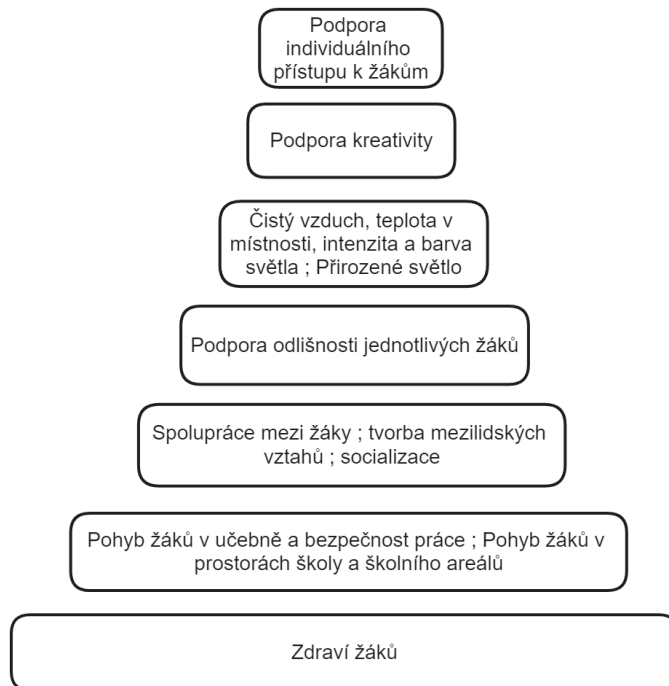 Podpora
individuálního
přístupu k žákům
Podpora kreativity
Čistý vzduch, teplota v
místnosti, intenzita a barva
světla ; Přirozené světlo
Podpora odlišnosti jednotlivých žáků
Spolupráce mezi žáky ; tvorba mezilidských
vztahů ; socializace
Pohyb žáků v učebně a bezpečnost práce ; Pohyb žáků v
prostorách školy a školního areálů
Zdraví žáků